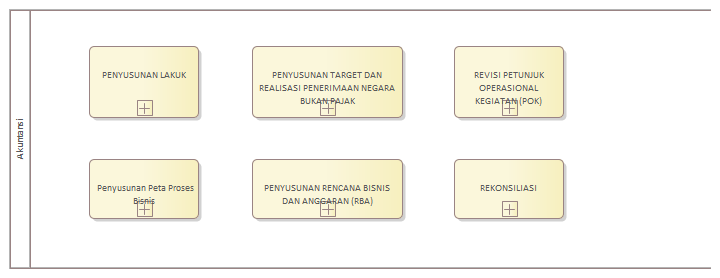 Akuntansi
PENYUSUNAN LAKUK
PENYUSUNAN TARGET DAN
REALISASI PENERIMAAN NEGARA
BUKAN PAJAK
REVISI PETUNJUK
OPERASIONAL
KEGIATAN (POK)
Penyusunan Peta Proses
Bisnis
PENYUSUNAN RENCANA BISNIS
DAN ANGGARAN (RBA)
REKONSILIASI